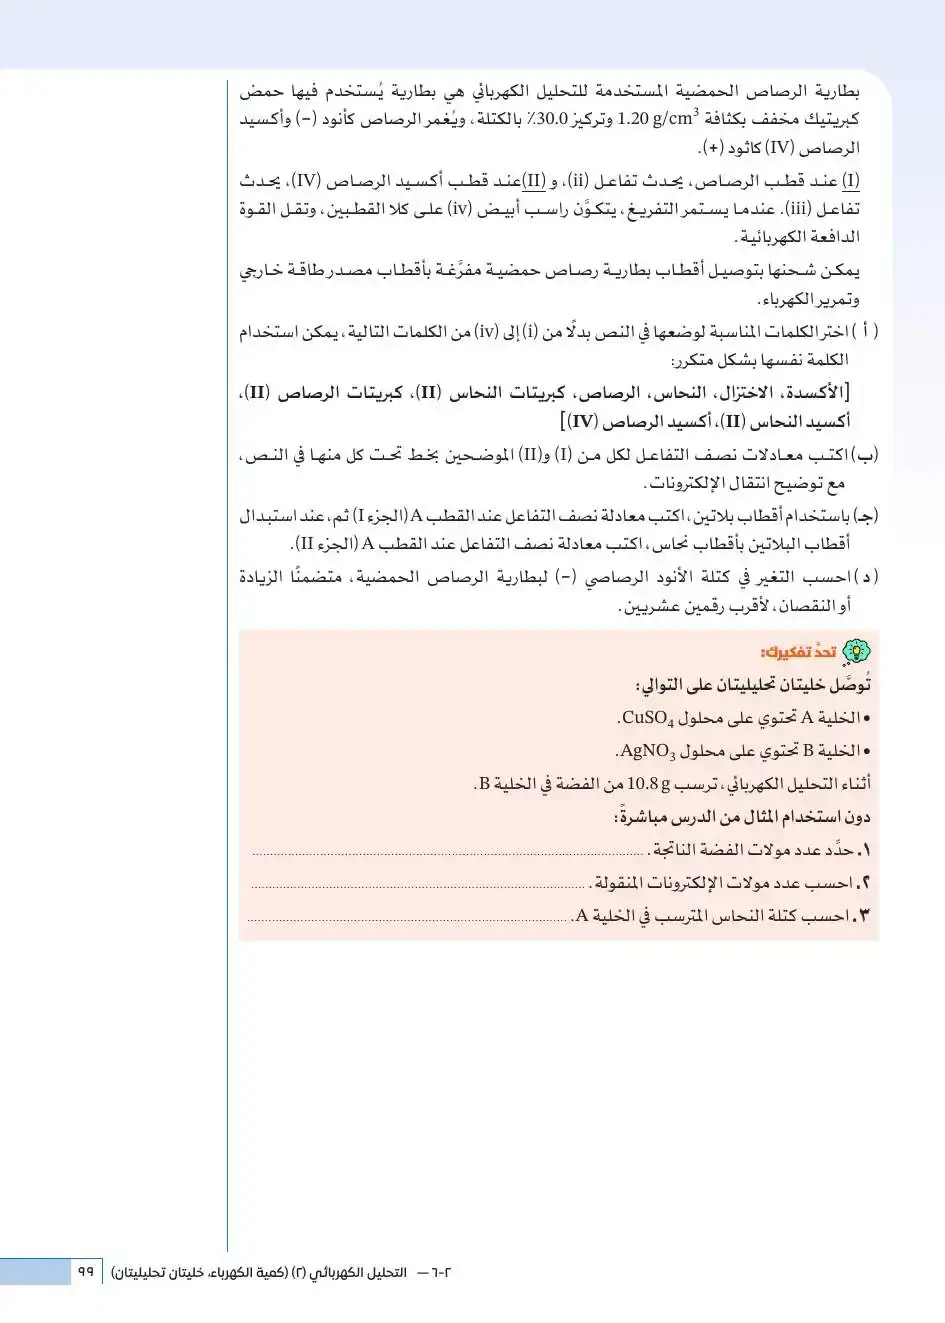 بطارية الرصاص الحمضية المستخدمة للتحليل الكهربائي هي بطارية يُستخدم فيها حمض
كبريتيك مخفف بكثافة 1.20 g/cm³ وتركيز 30.0٪ بالكتلة، ويُغمر الرصاص كأنود (−) وأكسيد
الرصاص (IV) كاثود (+).
(I) عند قطب الرصاص، يحدث تفاعل (ii)، و (II)عند قطب أكسيد الرصاص (IV)، يحدث
تفاعل (iii). عندما يستمر التفريغ، يتكوَّن راسب أبيض (iv) على كلا القطبين، وتقل القوة
الدافعة الكهربائية.
يمكن شحنها بتوصيل أقطاب بطارية رصاص حمضية مفرَّغة بأقطاب مصدر طاقة خارجي
وتمرير الكهرباء.
( أ ) اختر الكلمات المناسبة لوضعها في النص بدلًا من (i) إلى (iv) من الكلمات التالية، يمكن استخدام
الكلمة نفسها بشكل متكرر:
[الأكسدة، الاختزال، النحاس، الرصاص، كبريتات النحاس (II)، كبريتات الرصاص (II)،
أكسيد النحاس (II)، أكسيد الرصاص (IV)]
(ب) اكتب معادلات نصف التفاعل لكل من (I) و(II) الموضحين بخط تحت كل منها في النص،
مع توضيح انتقال الإلكترونات.
(جـ) باستخدام أقطاب بلاتين، اكتب معادلة نصف التفاعل عند القطب A (الجزء I) ثم، عند استبدال
أقطاب البلاتين بأقطاب نحاس، اكتب معادلة نصف التفاعل عند القطب A (الجزء II).
( د ) احسب التغير في كتلة الأنود الرصاصي (−) لبطارية الرصاص الحمضية، متضمنًا الزيادة
أو النقصان، لأقرب رقمين عشريين.
تحدَّ تفكيرك:
تُوصَّل خليتان تحليليتان على التوالي:
• الخلية A تحتوي على محلول CuSO₄.
• الخلية B تحتوي على محلول AgNO₃.
أثناء التحليل الكهربائي، ترسب 10.8 g من الفضة في الخلية B.
دون استخدام المثال من الدرس مباشرةً:
١. حدِّد عدد مولات الفضة الناتجة. ........................................
٢. احسب عدد مولات الإلكترونات المنقولة. ........................................
٣. احسب كتلة النحاس المترسب في الخلية A. ........................................
٢-٦ — التحليل الكهربائي (٢) (كمية الكهرباء، خليتان تحليليتان) ٩٩